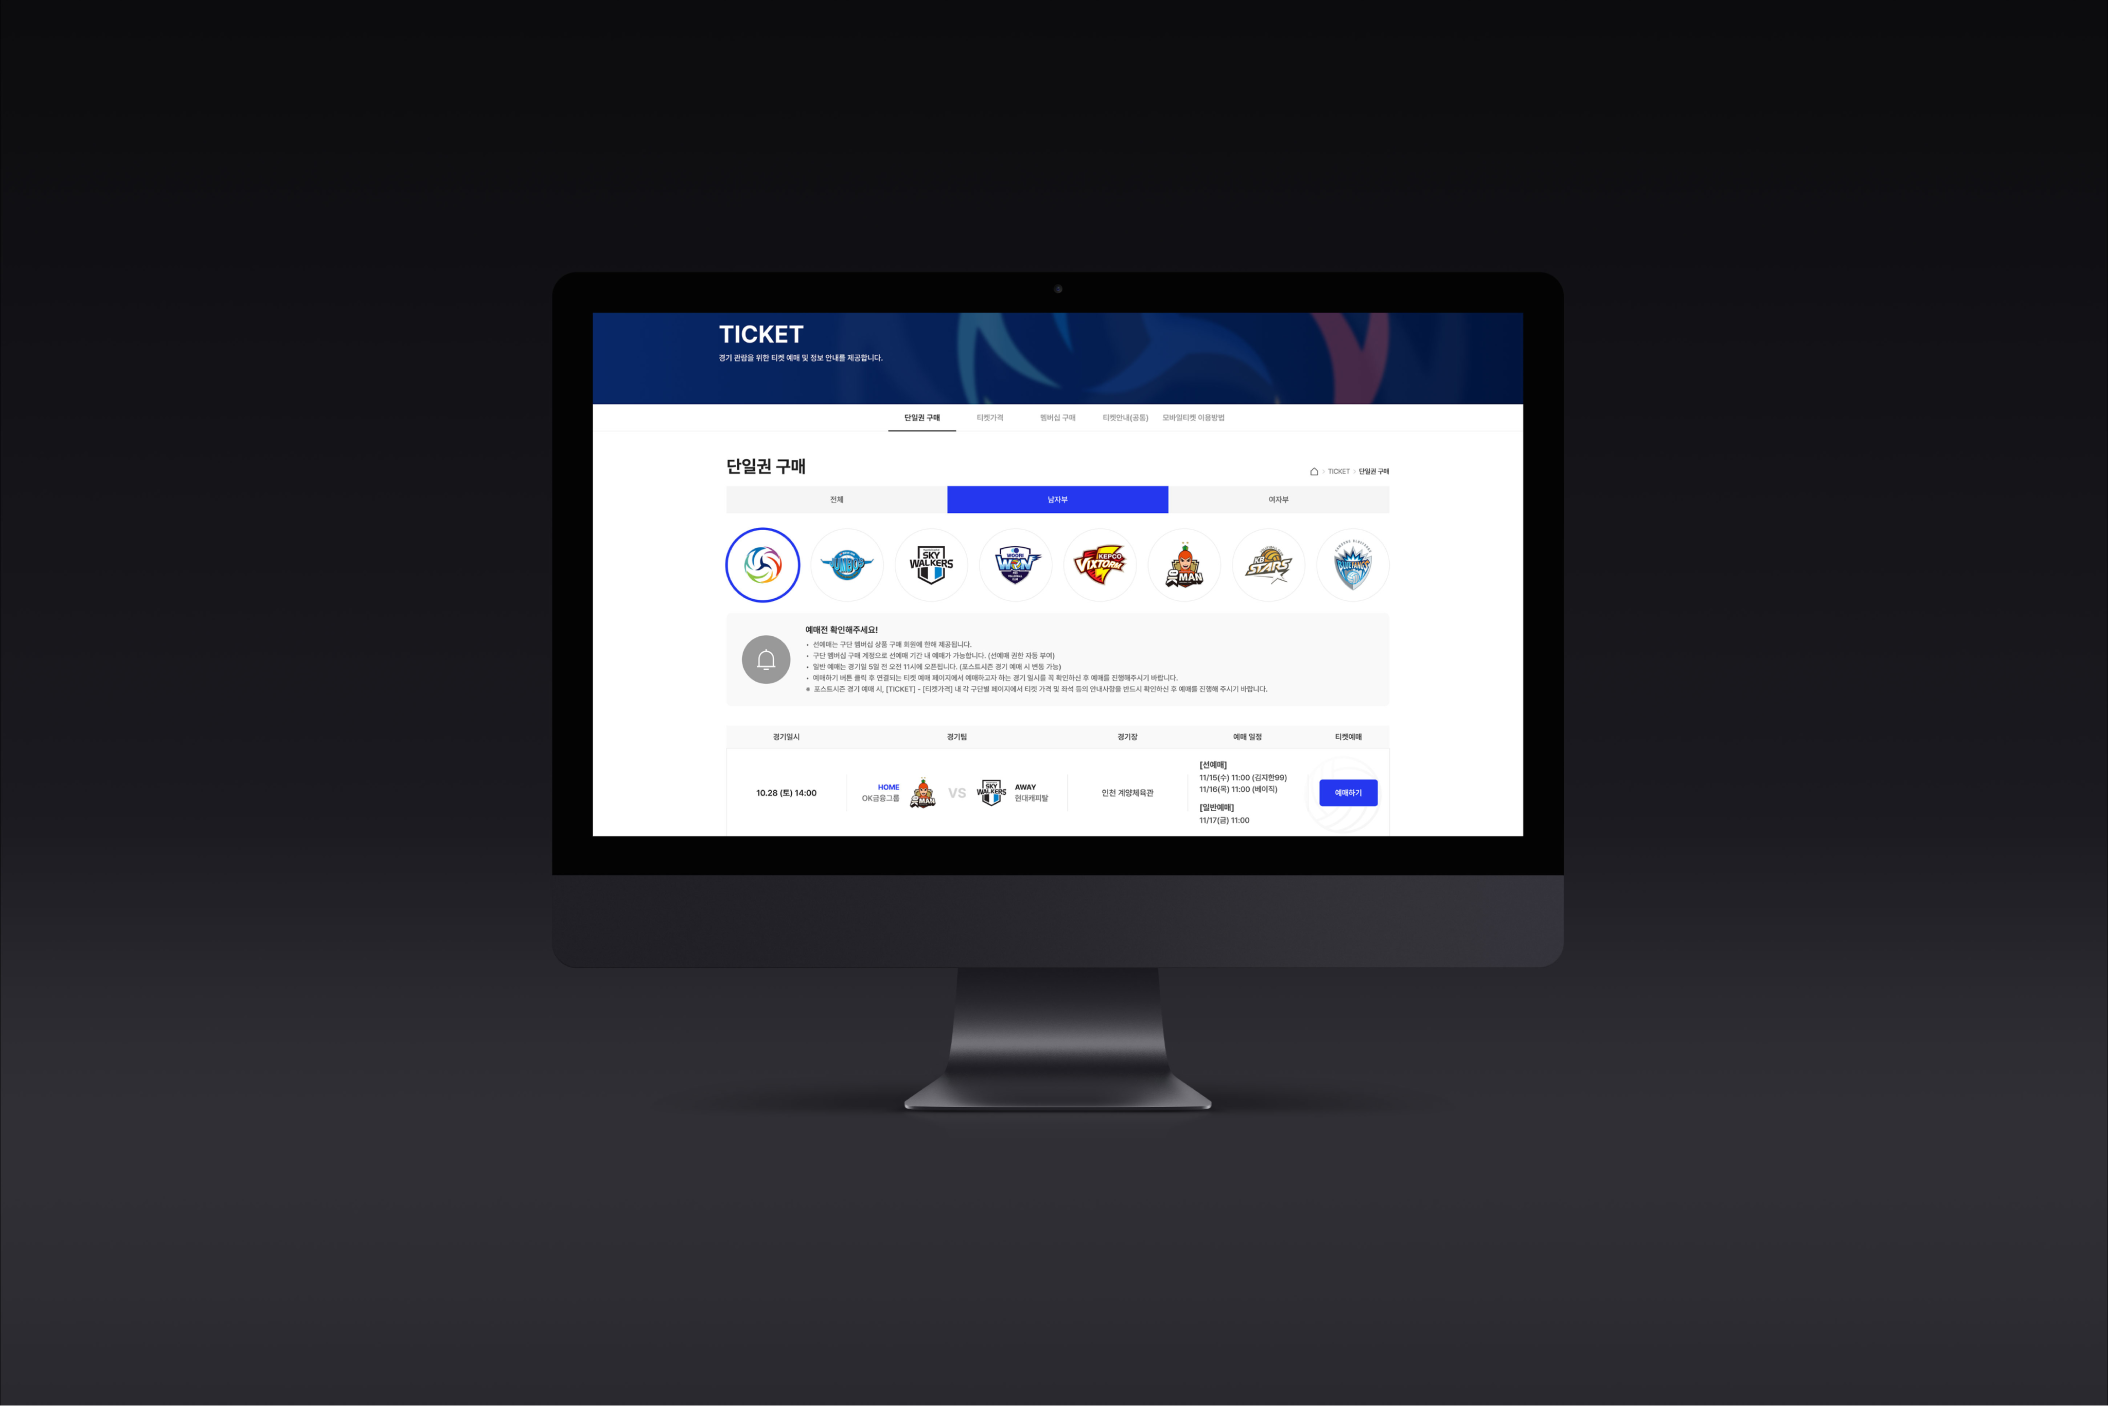 TICKET
경기 관람을 위한 티켓 예매 및 정보 안내를 제공합니다.
단일권 구매 티켓가격 멤버십 구매 티켓안내(공통) 모바일티켓 이용방법
단일권 구매
TICKET 단일권 구매
전체 남자부 여자부
SKY WALKERS
WOORI WRN
KEPCO VIXTORM
읏MAN
KB STARS
BLUEFANGS
예매전 확인해주세요!
• 선예매는 구단 멤버십 상품 구매 회원에 한해 제공됩니다.
• 구단 멤버십 구매 계정으로 선예매 기간 내 예매가 가능합니다. (선예매 권한 자동 부여)
• 일반 예매는 경기일 5일 전 오전 11시에 오픈됩니다. (포스트시즌 경기 예매 시 변동 가능)
• 예매하기 버튼 클릭 후 연결되는 티켓 예매 페이지에서 예매하고자 하는 경기 일시를 꼭 확인하신 후 예매를 진행해주시기 바랍니다.
※ 포스트시즌 경기 예매 시, [TICKET] - [티켓가격] 내 각 구단별 페이지에서 티켓 가격 및 좌석 등의 안내사항을 반드시 확인하신 후 예매를 진행해 주시기 바랍니다.
경기일시 경기팀 경기장 예매 일정 티켓예매
10.28 (토) 14:00
HOME
OK금융그룹
읏MAN
VS
SKY WALKERS
AWAY
현대캐피탈
인천 계양체육관
[선예매]
11/15(수) 11:00 (김지한99)
11/16(목) 11:00 (베이직)
[일반예매]
11/17(금) 11:00
예매하기